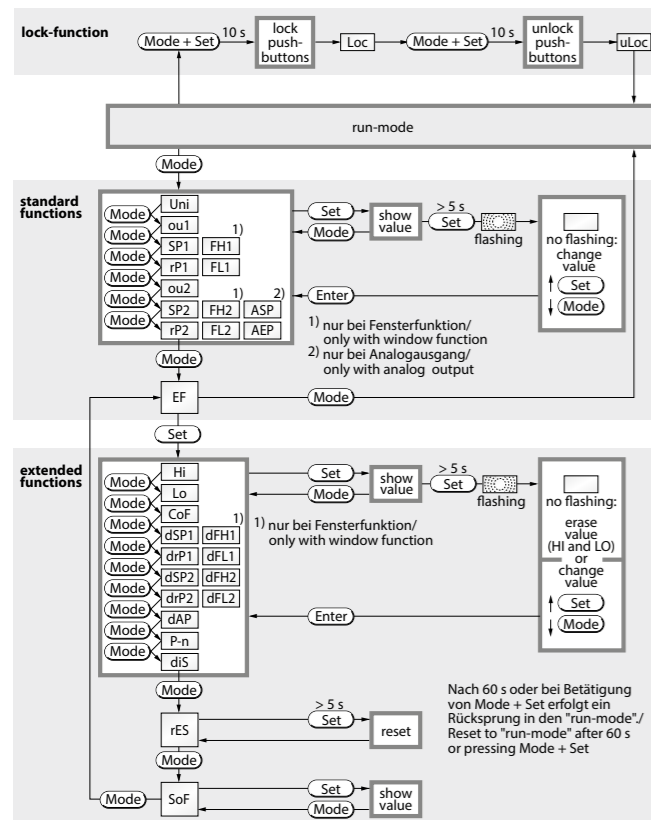 lock-function
Mode + Set
10 s
lock
push-
buttons
Loc
Mode + Set
10 s
unlock
push-
buttons
uLoc
run-mode
Mode
standard
functions
Mode
Mode
Mode
Mode
Mode
Mode
Uni
ou1
1)
SP1 FH1
rP1 FL1
ou2
1) 2)
SP2 FH2 ASP
rP2 FL2 AEP
Set
Mode
show
value
> 5 s
Set
flashing
no flashing:
change
value
Set
Mode
Enter
1) nur bei Fensterfunktion/
only with window function
2) nur bei Analogausgang/
only with analog output
Mode
EF
Mode
Set
extended
functions
Mode
Mode
Mode
Mode
Mode
Mode
Mode
Mode
Mode
Hi
Lo
CoF
1)
dSP1 dFH1
drP1 dFL1
dSP2 dFH2
drP2 dFL2
dAP
P-n
diS
Set
Mode
show
value
> 5 s
Set
flashing
no flashing:
erase
value
(HI and LO)
or
change
value
Set
Mode
1) nur bei Fensterfunktion/
only with window function
Enter
Mode
rES
> 5 s
Set
reset
Mode
SoF
Mode
Set
Mode
show
value
Nach 60 s oder bei Betätigung
von Mode + Set erfolgt ein
Rücksprung in den "run-mode"./
Reset to "run-mode" after 60 s
or pressing Mode + Set